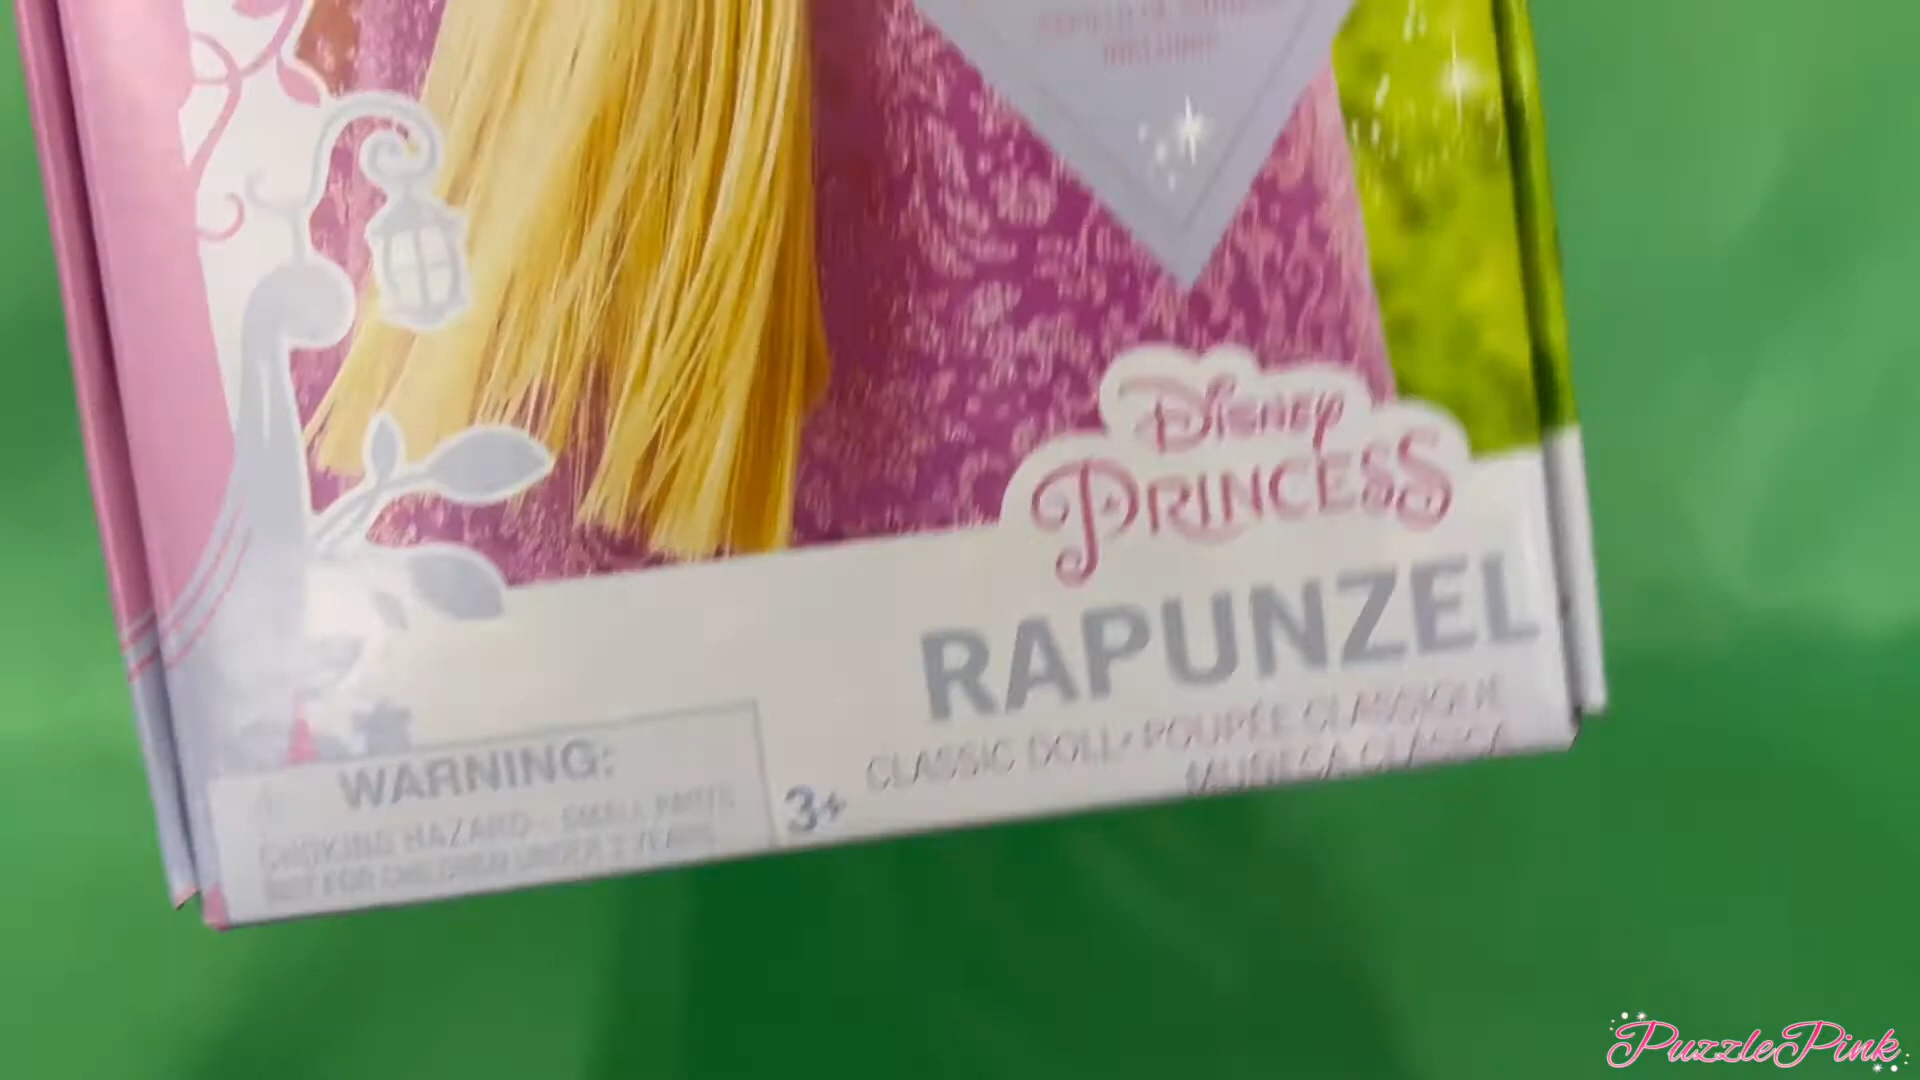 Disney
PRINCESS
RAPUNZEL
CLASSIC DOLL • POUPÉE CLASSIQUE
MUÑECA CLÁSICA
WARNING:
CHOKING HAZARD - SMALL PARTS
NOT FOR CHILDREN UNDER 3 YEARS
3+
PuzzlePink